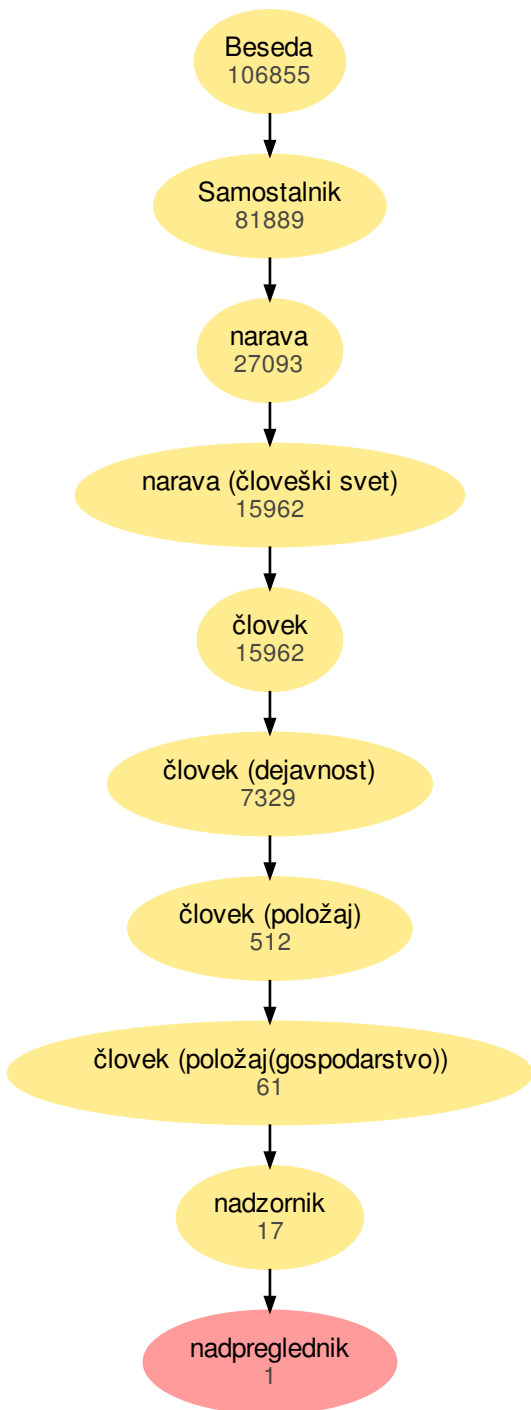 Beseda
106855
Samostalnik
81889
narava
27093
narava (človeški svet)
15962
človek
15962
človek (dejavnost)
7329
človek (položaj)
512
človek (položaj(gospodarstvo))
61
nadzornik
17
nadpreglednik
1